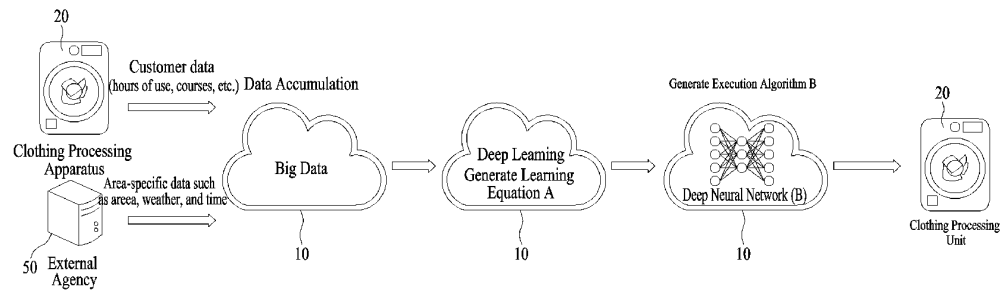 20
Customer data
(hours of use, courses, etc.)
Data Accumulation
Clothing Processing
Apparatus
Area-specific data such
as areea, weather, and time
50
External
Agency
Big Data
10
Deep Learning
Generate Learning
Equation A
10
Generate Execution Algorithm B
Deep Neural Network (B)
10
20
Clothing Processing
Unit